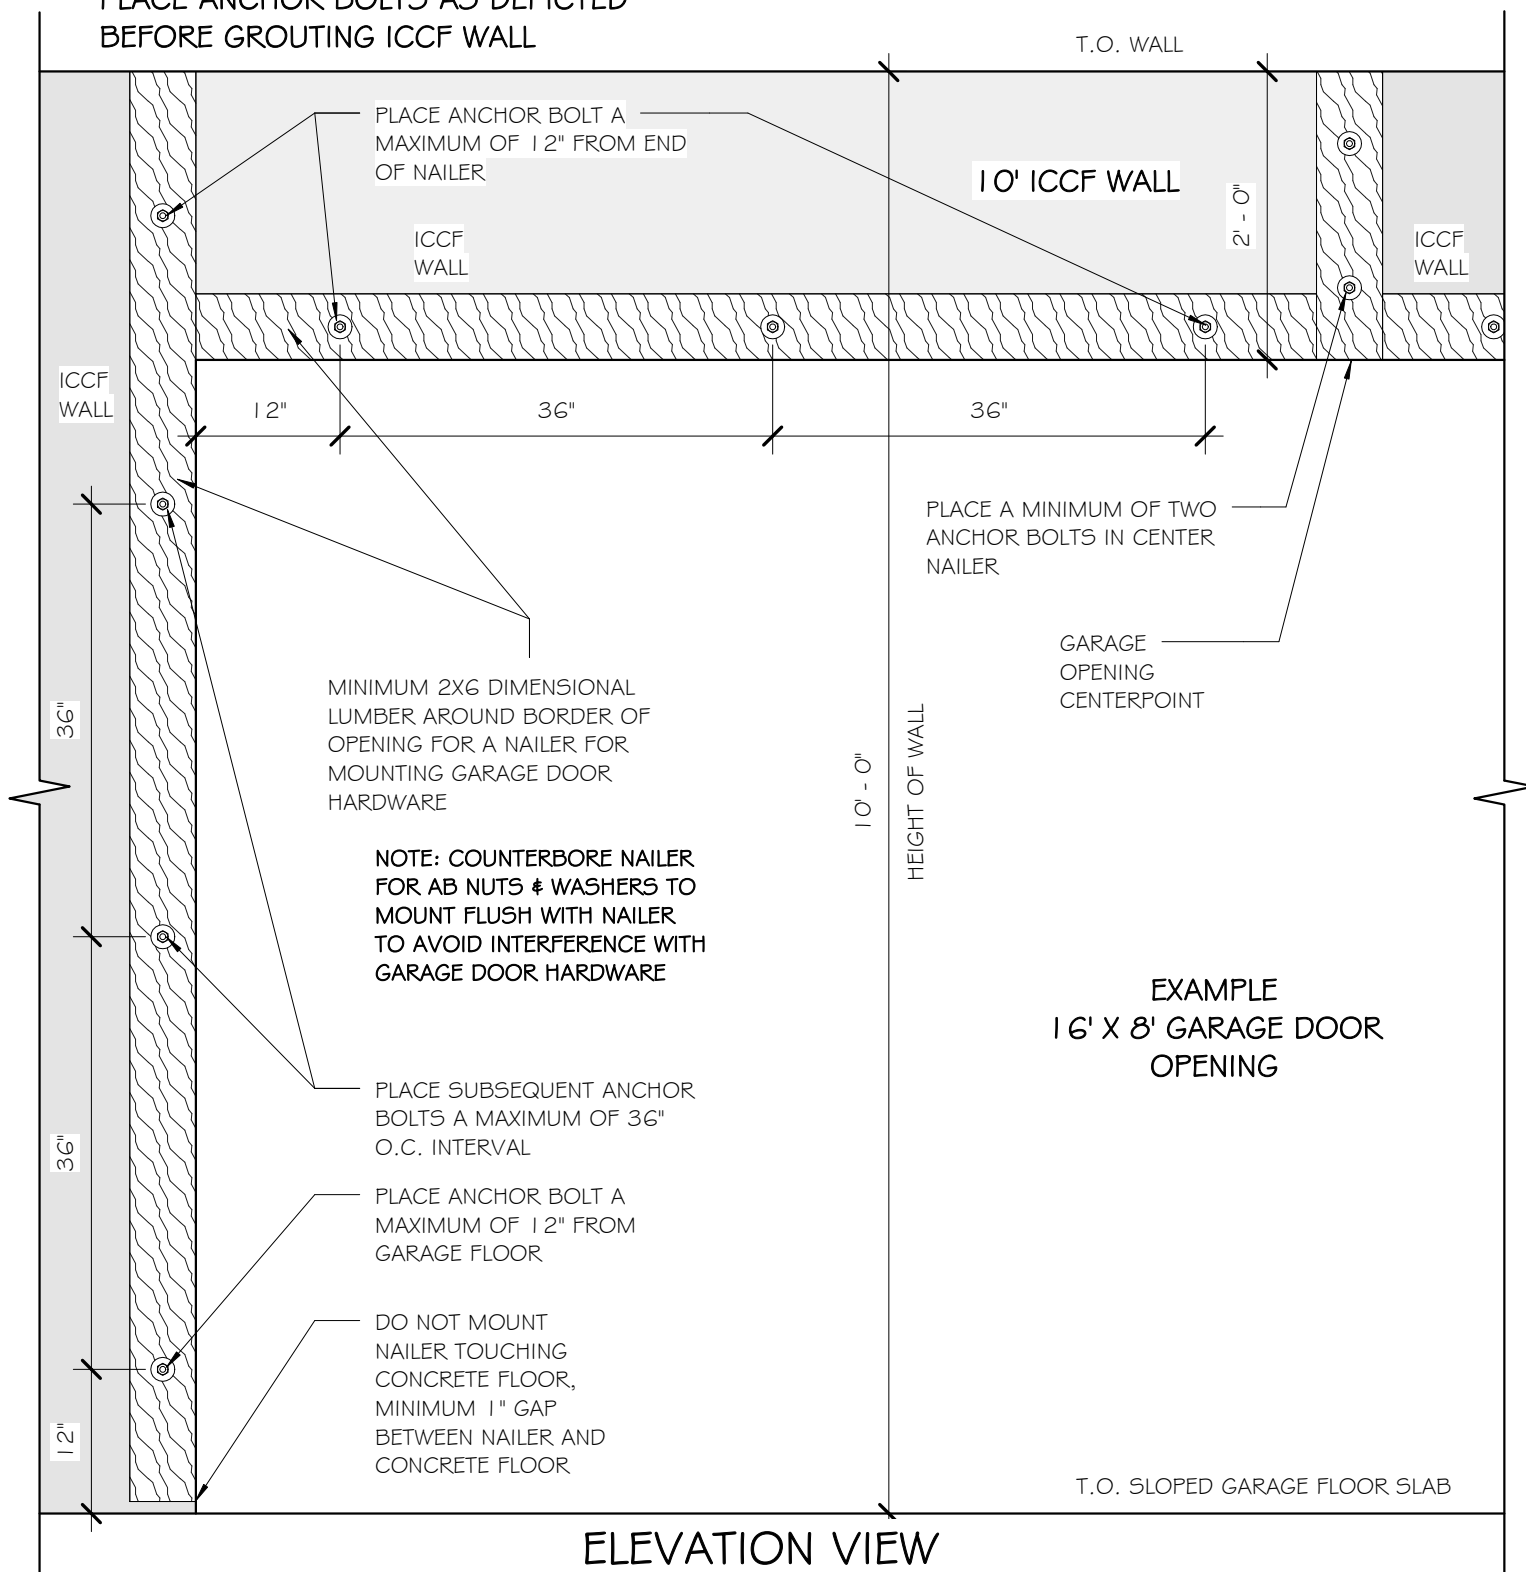 PLACE ANCHOR BOLTS AS DEPICTED
BEFORE GROUTING ICCF WALL
T.O. WALL
PLACE ANCHOR BOLT A
MAXIMUM OF 12" FROM END
OF NAILER
10' ICCF WALL
2' - 0"
ICCF
WALL
ICCF
WALL
ICCF
WALL
12"
36"
36"
PLACE A MINIMUM OF TWO
ANCHOR BOLTS IN CENTER
NAILER
GARAGE
OPENING
CENTERPOINT
MINIMUM 2X6 DIMENSIONAL
LUMBER AROUND BORDER OF
OPENING FOR A NAILER FOR
MOUNTING GARAGE DOOR
HARDWARE
36"
10' - 0"
HEIGHT OF WALL
NOTE: COUNTERBORE NAILER
FOR AB NUTS & WASHERS TO
MOUNT FLUSH WITH NAILER
TO AVOID INTERFERENCE WITH
GARAGE DOOR HARDWARE
EXAMPLE
16' X 8' GARAGE DOOR
OPENING
PLACE SUBSEQUENT ANCHOR
BOLTS A MAXIMUM OF 36"
O.C. INTERVAL
36"
PLACE ANCHOR BOLT A
MAXIMUM OF 12" FROM
GARAGE FLOOR
DO NOT MOUNT
NAILER TOUCHING
CONCRETE FLOOR,
MINIMUM 1" GAP
BETWEEN NAILER AND
CONCRETE FLOOR
12"
T.O. SLOPED GARAGE FLOOR SLAB
ELEVATION VIEW